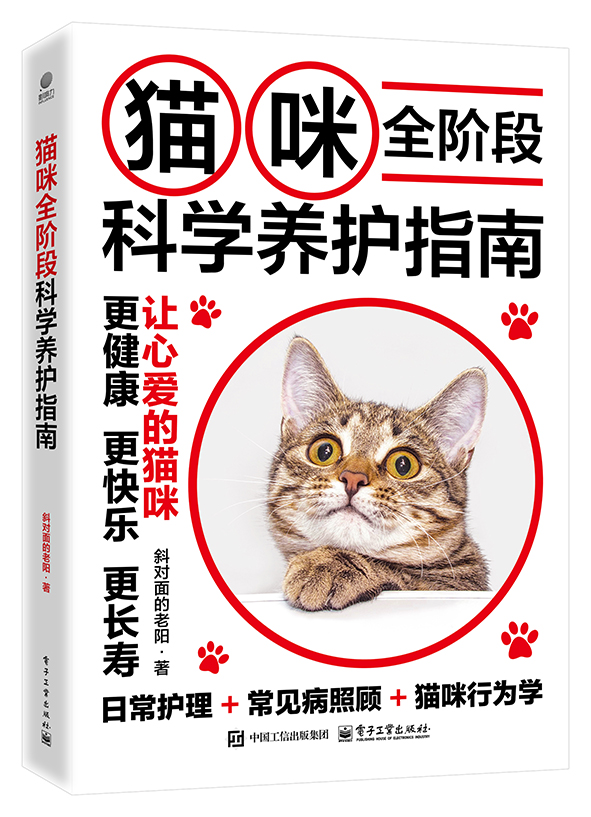 猫咪全阶段
科学养护指南
让心爱的猫咪
更健康 更快乐 更长寿
斜对面的老阳·著
日常护理 + 常见病照顾 + 猫咪行为学
中国工信出版集团
电子工业出版社
PUBLISHING HOUSE OF ELECTRONICS INDUSTRY
猫咪全阶段科学养护指南
斜对面的老阳·著
电子工业出版社